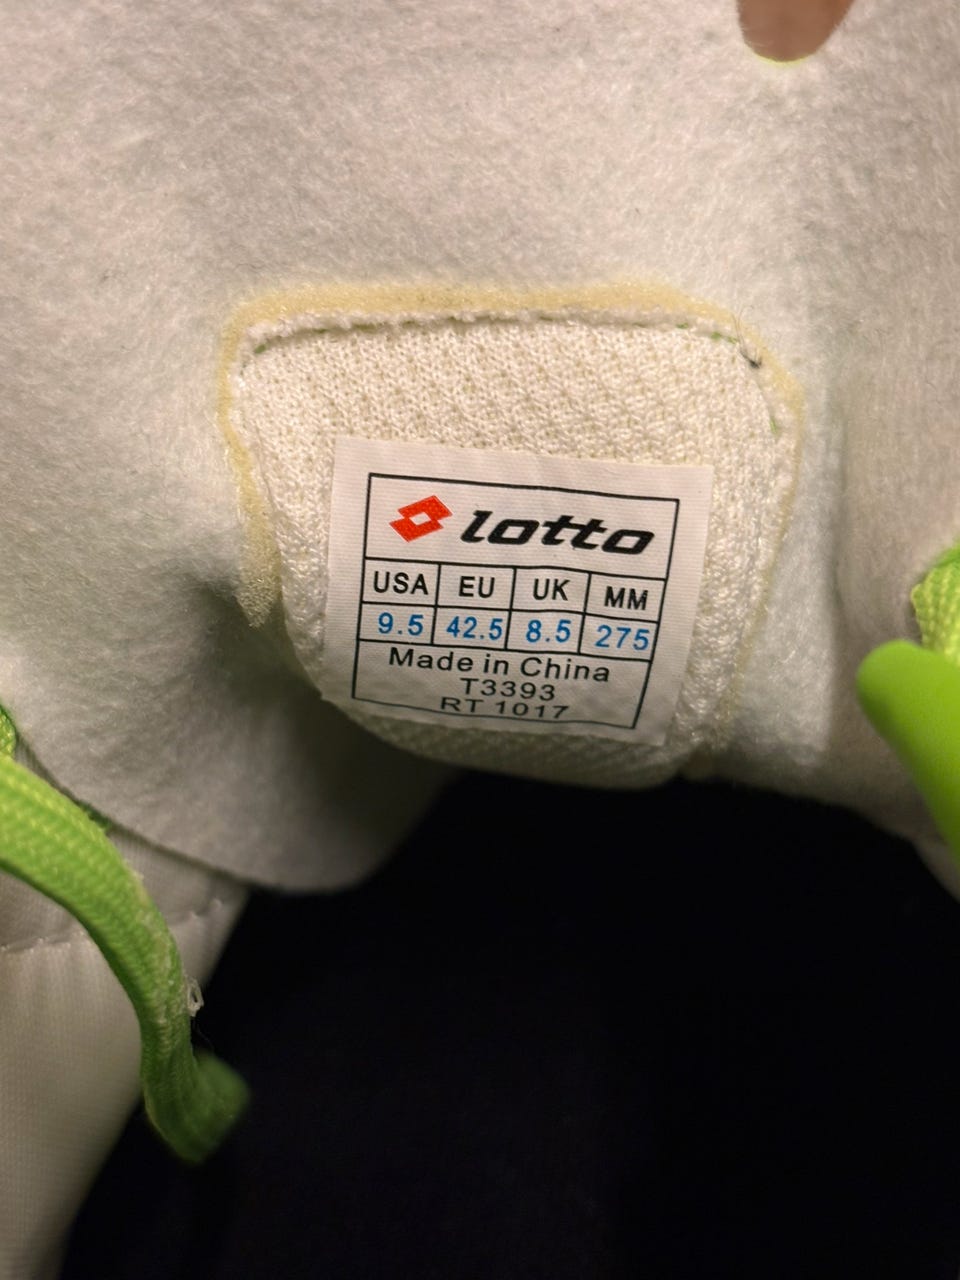 lotto
USA EU UK MM
9.5 42.5 8.5 275
Made in China
T3393
RT 1017